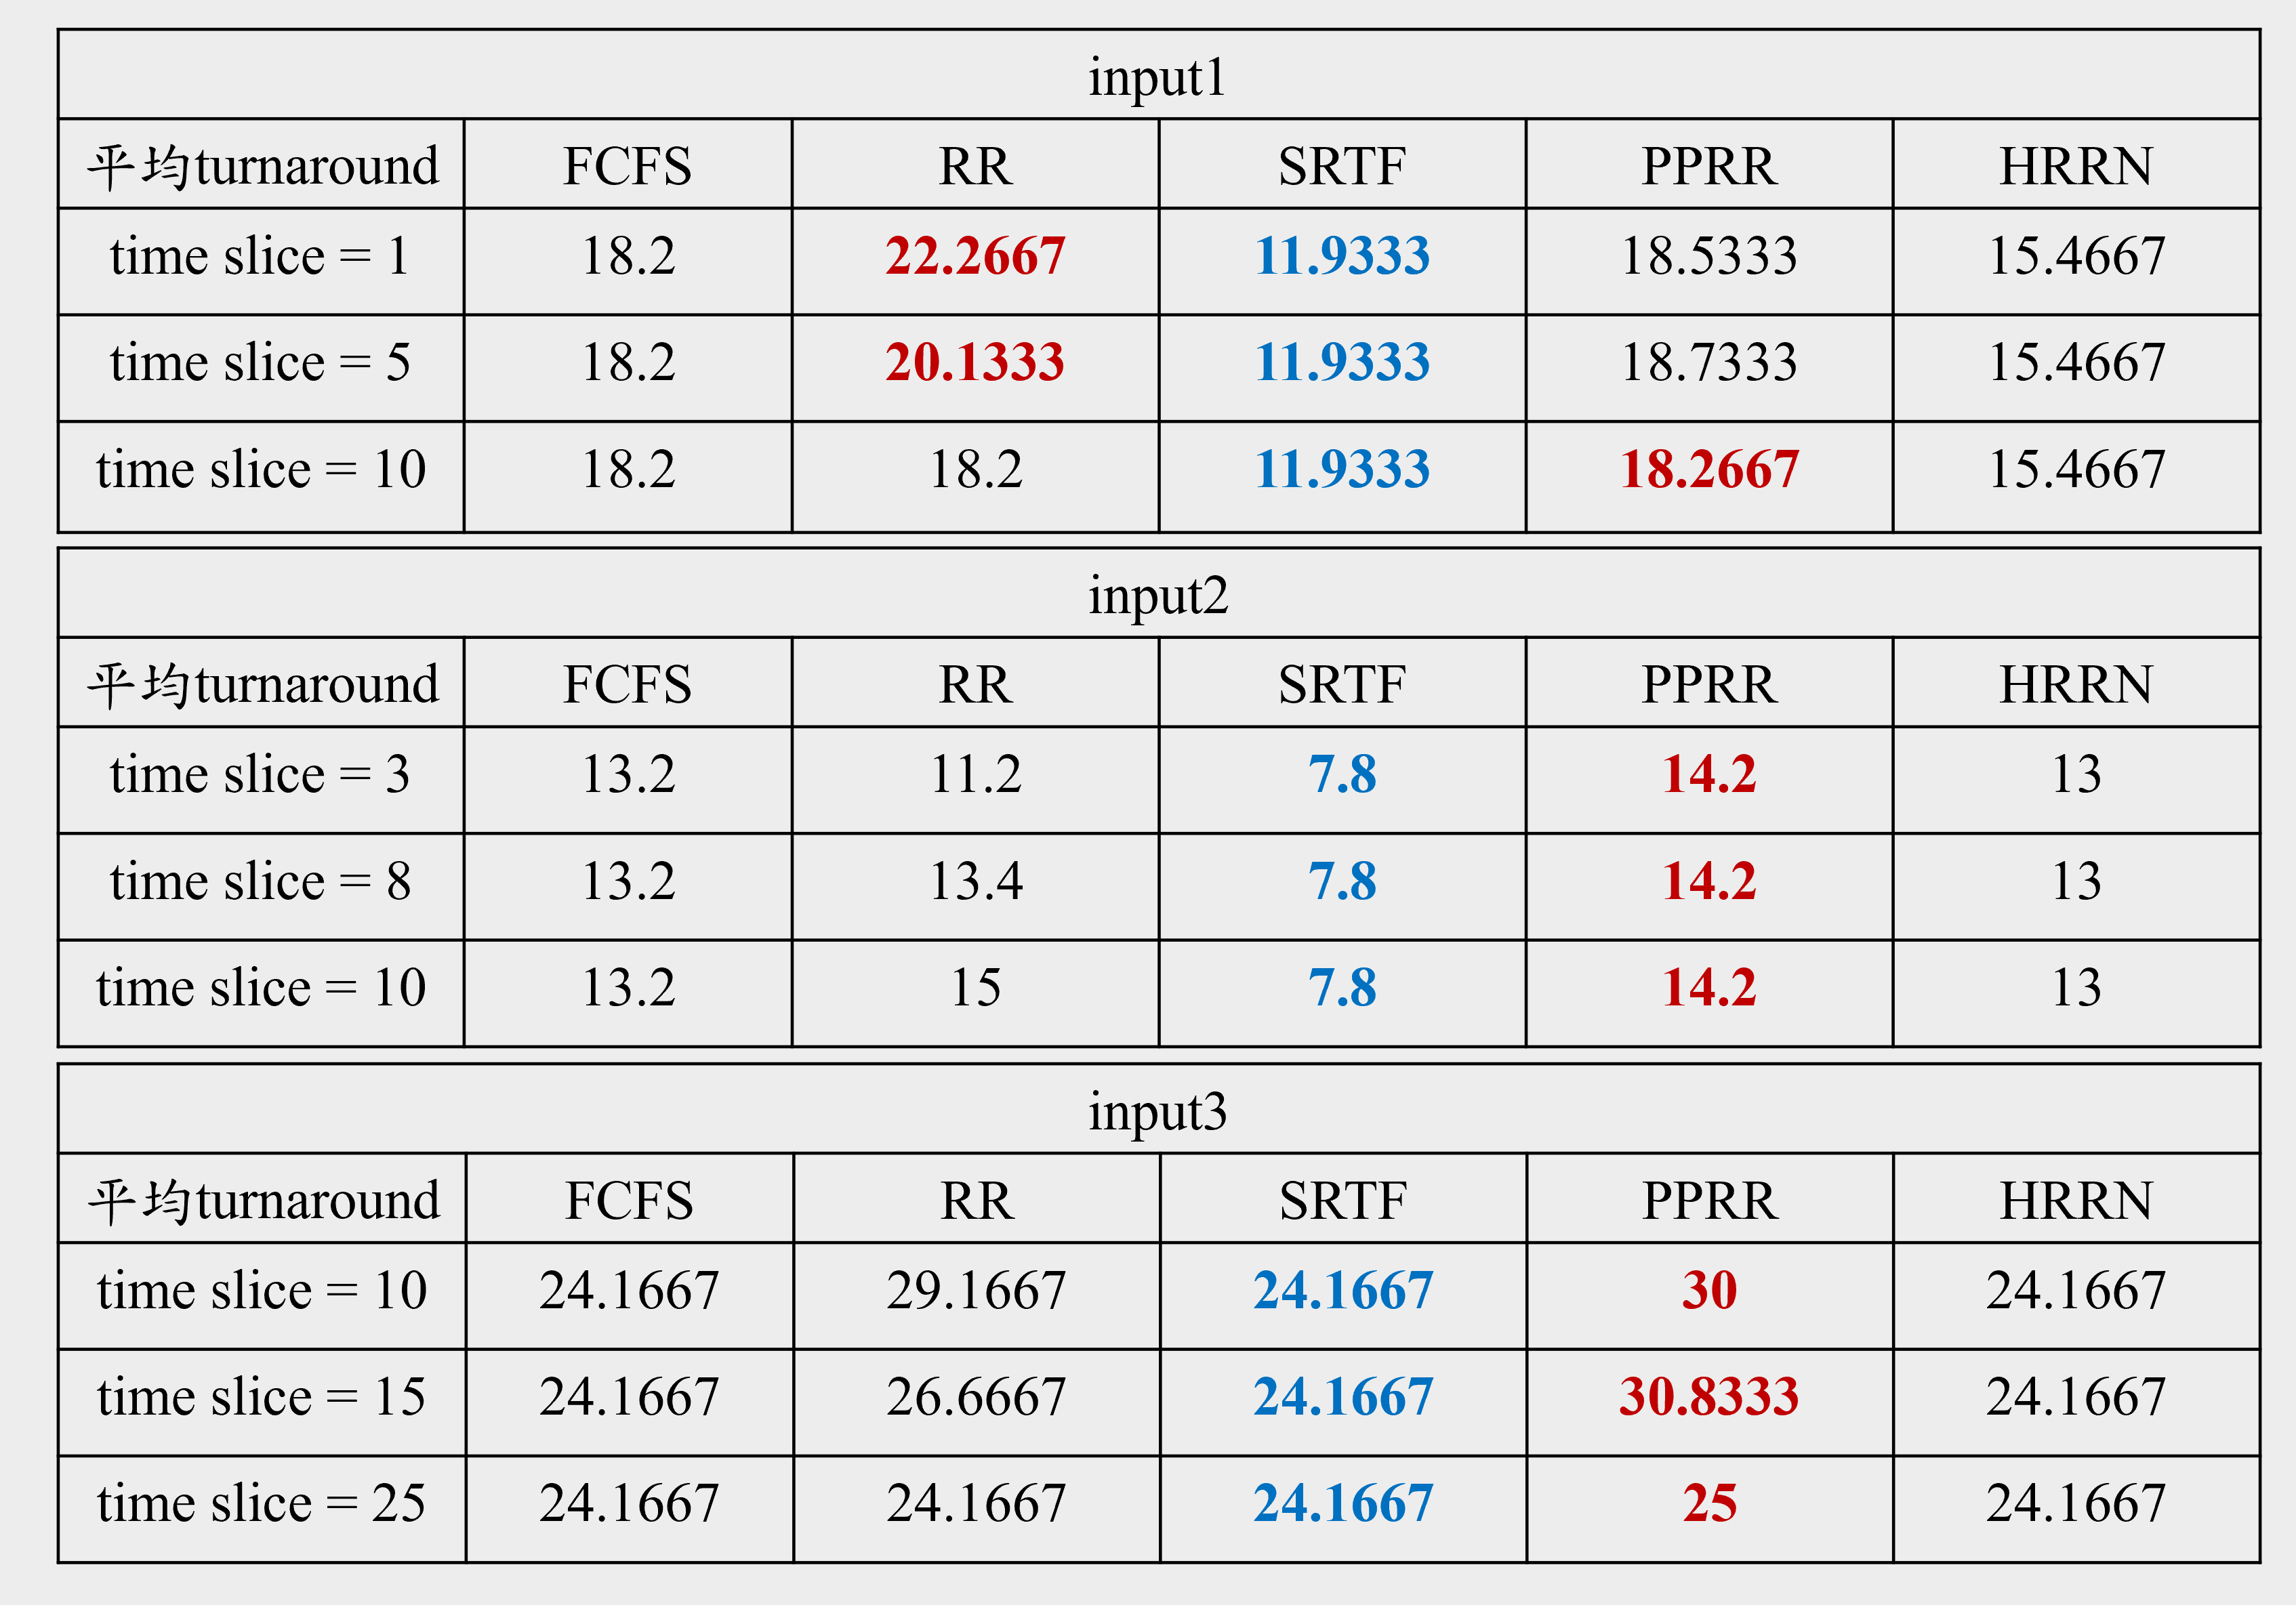 input1
平均turnaround FCFS RR SRTF PPRR HRRN
time slice = 1 18.2 22.2667 11.9333 18.5333 15.4667
time slice = 5 18.2 20.1333 11.9333 18.7333 15.4667
time slice = 10 18.2 18.2 11.9333 18.2667 15.4667
input2
平均turnaround FCFS RR SRTF PPRR HRRN
time slice = 3 13.2 11.2 7.8 14.2 13
time slice = 8 13.2 13.4 7.8 14.2 13
time slice = 10 13.2 15 7.8 14.2 13
input3
平均turnaround FCFS RR SRTF PPRR HRRN
time slice = 10 24.1667 29.1667 24.1667 30 24.1667
time slice = 15 24.1667 26.6667 24.1667 30.8333 24.1667
time slice = 25 24.1667 24.1667 24.1667 25 24.1667